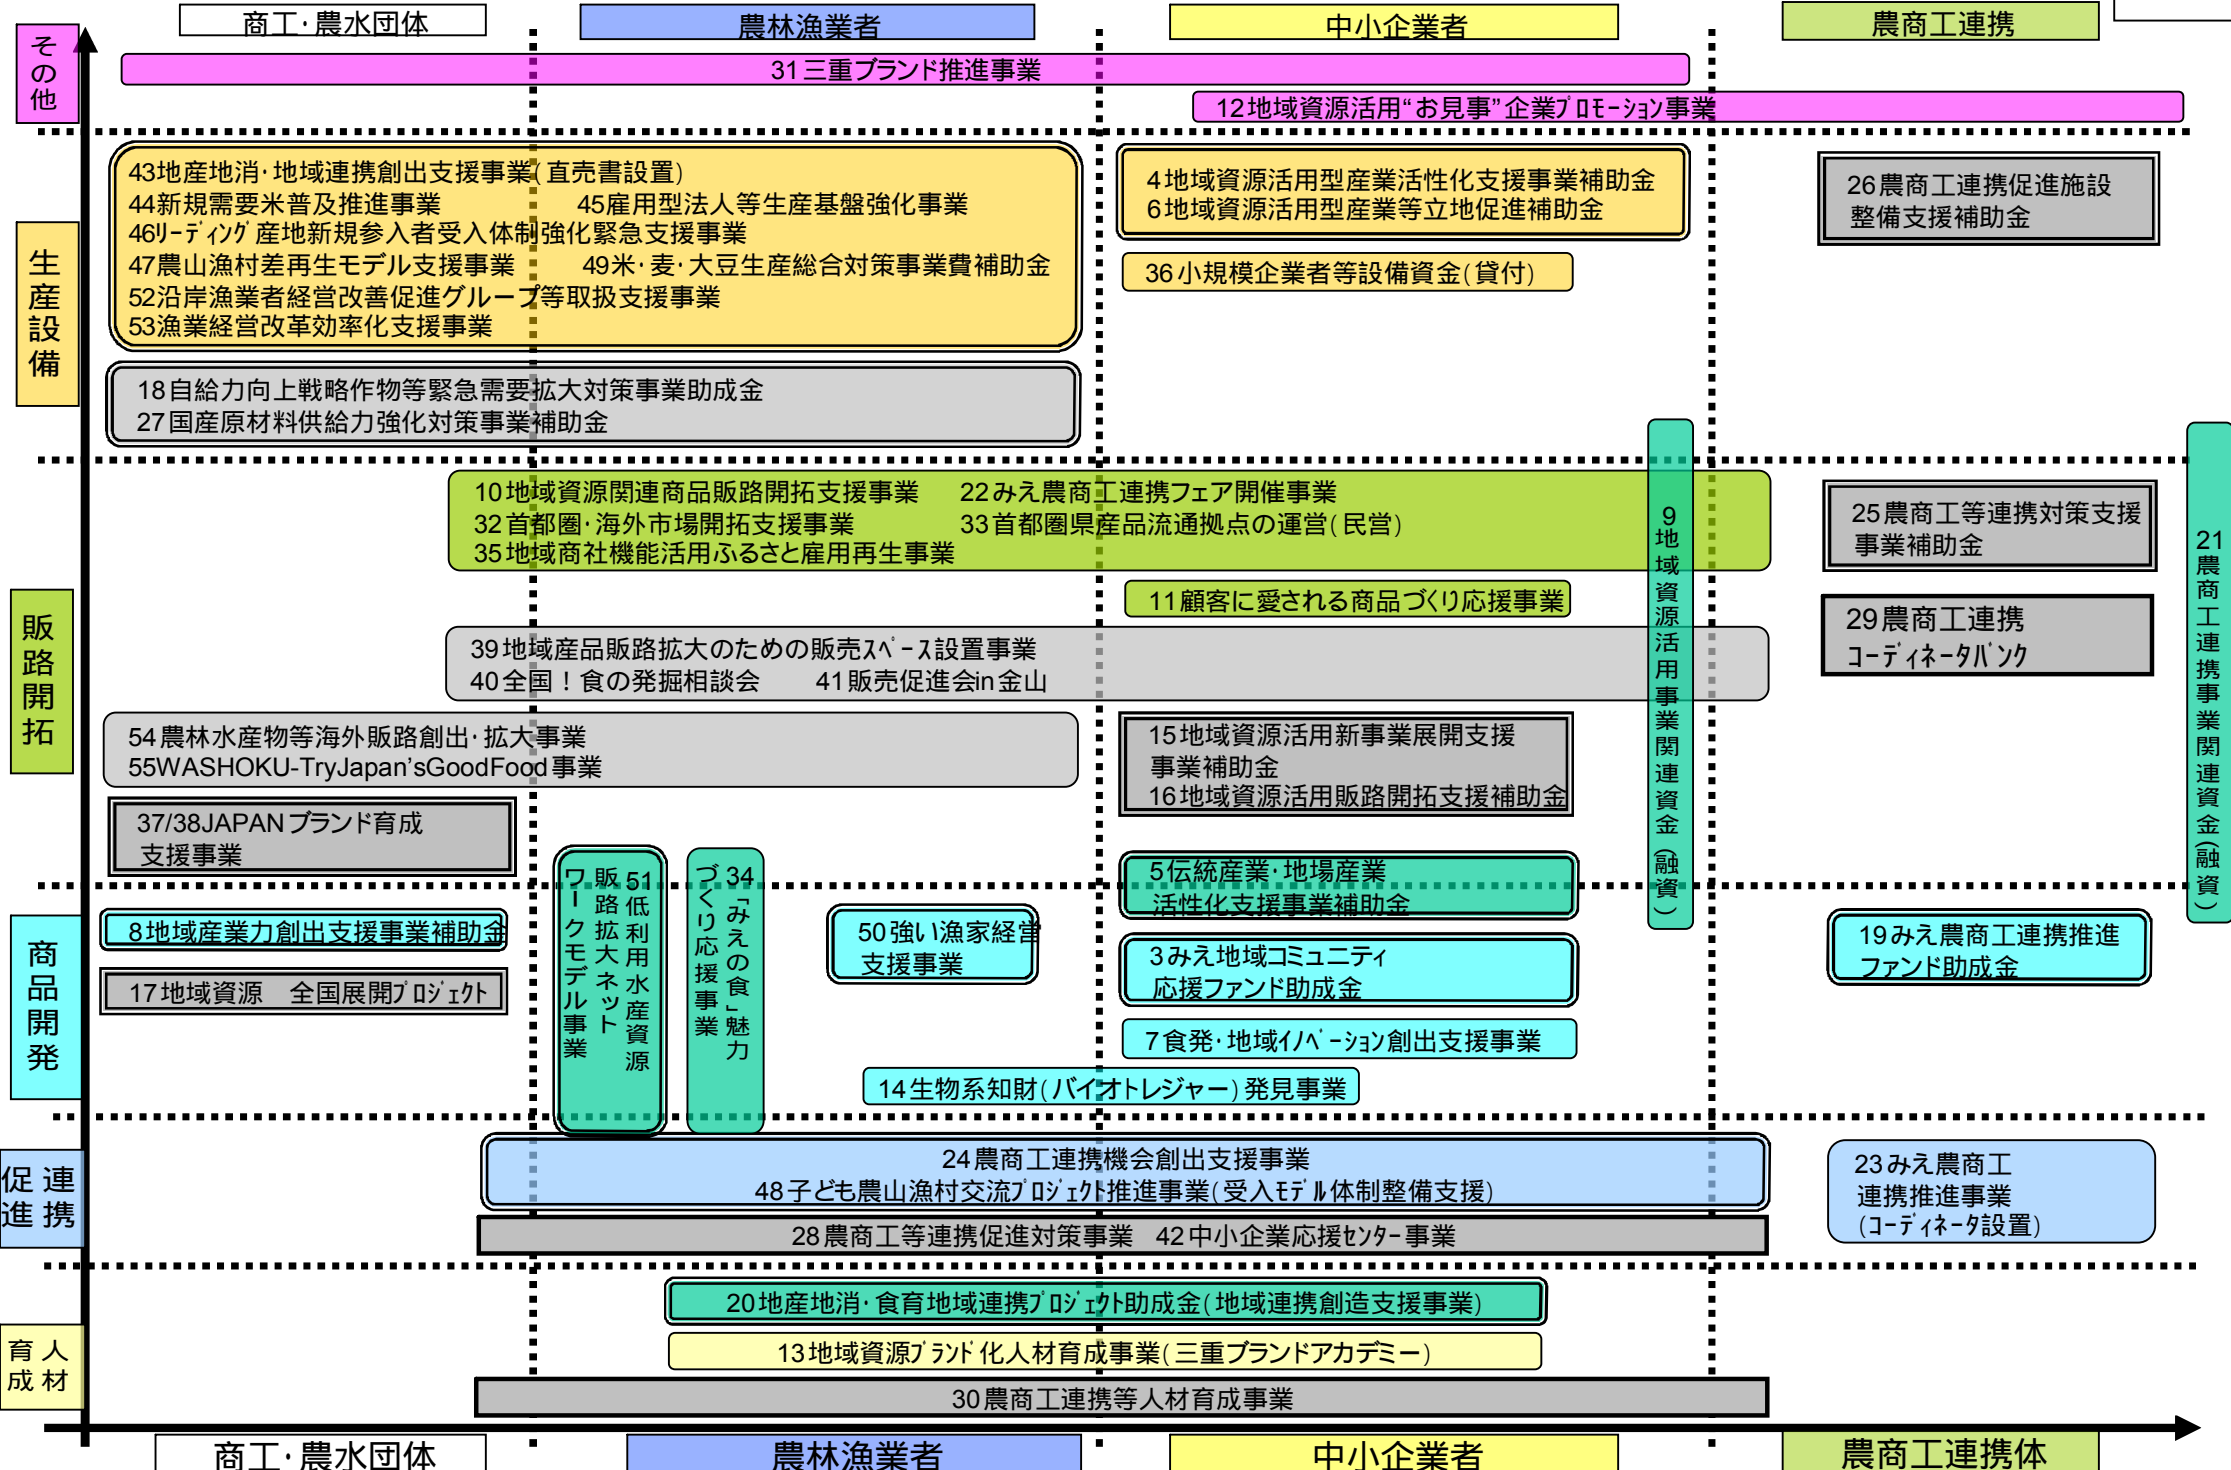 商工・農水団体
農林漁業者
中小企業者
農商工連携
その他
31三重ブランド推進事業
12地域資源活用“お見事”企業ﾌﾟﾛﾓｰｼｮﾝ事業
生産設備
43地産地消・地域連携創出支援事業(直売書設置)
44新規需要米普及推進事業 45雇用型法人等生産基盤強化事業
46ﾘｰﾃﾞｨﾝｸﾞ産地新規参入者受入体制強化緊急支援事業
47農山漁村差再生モデル支援事業 49米・麦・大豆生産総合対策事業費補助金
52沿岸漁業者経営改善促進グループ等取扱支援事業
53漁業経営改革効率化支援事業
4地域資源活用型産業活性化支援事業補助金
6地域資源活用型産業等立地促進補助金
36小規模企業者等設備資金(貸付)
26農商工連携促進施設
整備支援補助金
18自給力向上戦略作物等緊急需要拡大対策事業助成金
27国産原材料供給力強化対策事業補助金
販路開拓
10地域資源関連商品販路開拓支援事業 22みえ農商工連携フェア開催事業
32首都圏・海外市場開拓支援事業 33首都圏県産品流通拠点の運営(民営)
35地域商社機能活用ふるさと雇用再生事業
9地域資源活用事業関連資金(融資)
25農商工等連携対策支援
事業補助金
21農商工連携事業関連資金(融資)
11顧客に愛される商品づくり応援事業
29農商工連携
ｺｰﾃﾞｨﾈｰﾀﾊﾞﾝｸ
39地域産品販路拡大のための販売ｽﾍﾟｰｽ設置事業
40全国！食の発掘相談会 41販売促進会in金山
54農林水産物等海外販路創出・拡大事業
55WASHOKU-TryJapan’sGoodFood事業
15地域資源活用新事業展開支援
事業補助金
16地域資源活用販路開拓支援補助金
37/38JAPANブランド育成
支援事業
51低利用水産資源
販路拡大ネット
ワークモデル事業
34「みえの食」魅力
づくり応援事業
5伝統産業・地場産業
活性化支援事業補助金
商品開発
8地域産業力創出支援事業補助金
17地域資源 全国展開ﾌﾟﾛｼﾞｪｸﾄ
50強い漁家経営
支援事業
3みえ地域コミュニティ
応援ファンド助成金
19みえ農商工連携推進
ファンド助成金
7食発・地域ｲﾉﾍﾞｰｼｮﾝ創出支援事業
14生物系知財(バイオトレジャー)発見事業
連携
促進
24農商工連携機会創出支援事業
48子ども農山漁村交流ﾌﾟﾛｼﾞｪｸﾄ推進事業(受入ﾓﾃﾞﾙ体制整備支援)
28農商工等連携促進対策事業 42中小企業応援ｾﾝﾀｰ事業
23みえ農商工
連携推進事業
(ｺｰﾃﾞｨﾈｰﾀ設置)
人材
育成
20地産地消・食育地域連携ﾌﾟﾛｼﾞｪｸﾄ助成金(地域連携創造支援事業)
13地域資源ﾌﾞﾗﾝﾄﾞ化人材育成事業(三重ブランドアカデミー)
30農商工連携等人材育成事業
商工・農水団体
農林漁業者
中小企業者
農商工連携体